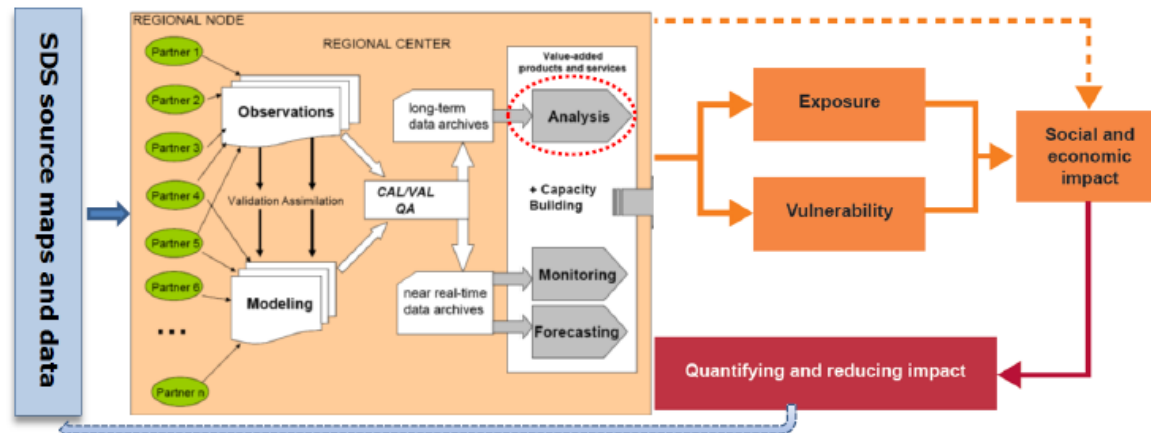 SDS source maps and data
REGIONAL NODE
REGIONAL CENTER
Partner 1
Partner 2
Partner 3
Partner 4
Partner 5
Partner 6
...
Partner n
Observations
Validation Assimilation
Modeling
CAL/VAL
QA
long-term
data archives
near real-time
data archives
Value-added
products and services
Analysis
+ Capacity
Building
Monitoring
Forecasting
Exposure
Vulnerability
Social and
economic
impact
Quantifying and reducing impact